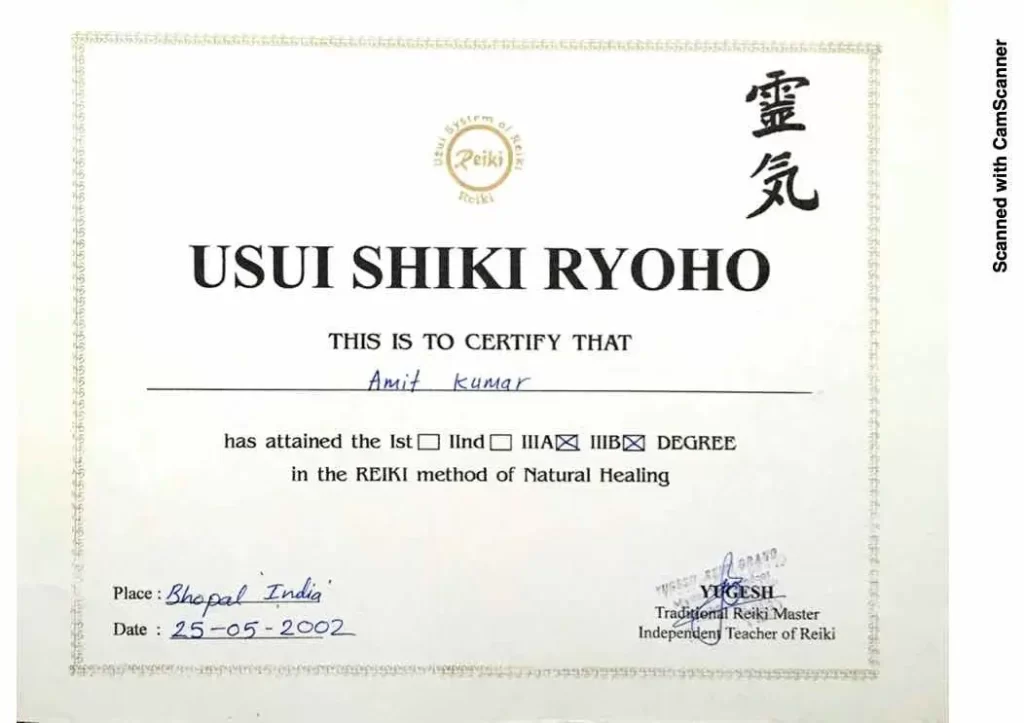 Usui System of Reiki
Reiki
Reiki
靈
気
USUI SHIKI RYOHO
THIS IS TO CERTIFY THAT
Amit Kumar
has attained the Ist☐ IInd☐ IIIA☒ IIIB☒ DEGREE
in the REIKI method of Natural Healing
Place : Bhopal 'India'
Date : 25-05-2002
YUGESH
Traditional Reiki Master
Independent Teacher of Reiki
Scanned with CamScanner